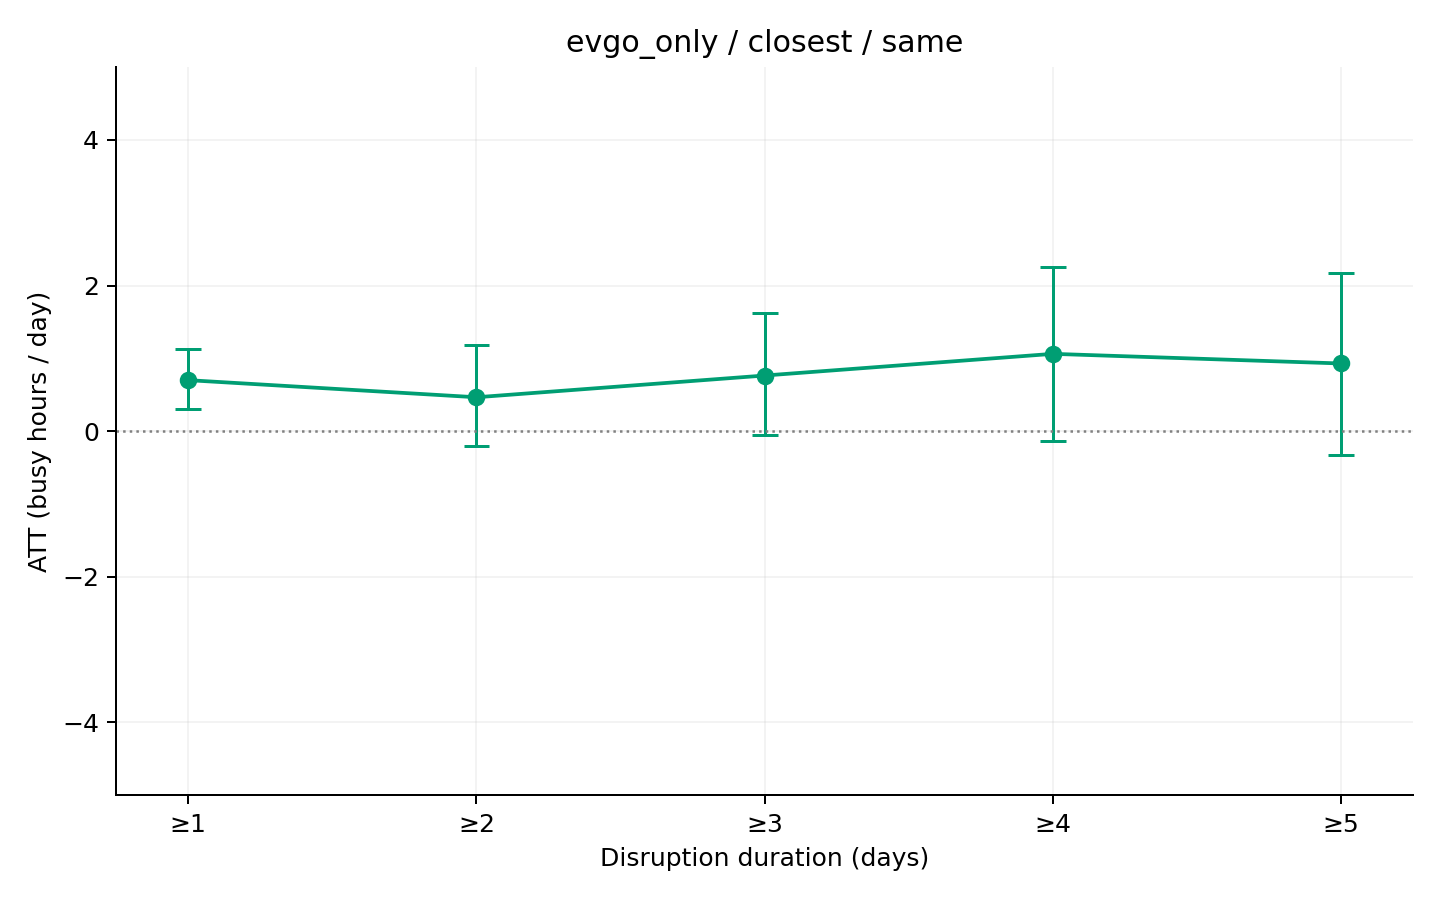 evgo_only / closest / same
ATT (busy hours / day)
4
2
0
−2
−4
≥1 ≥2 ≥3 ≥4 ≥5
Disruption duration (days)